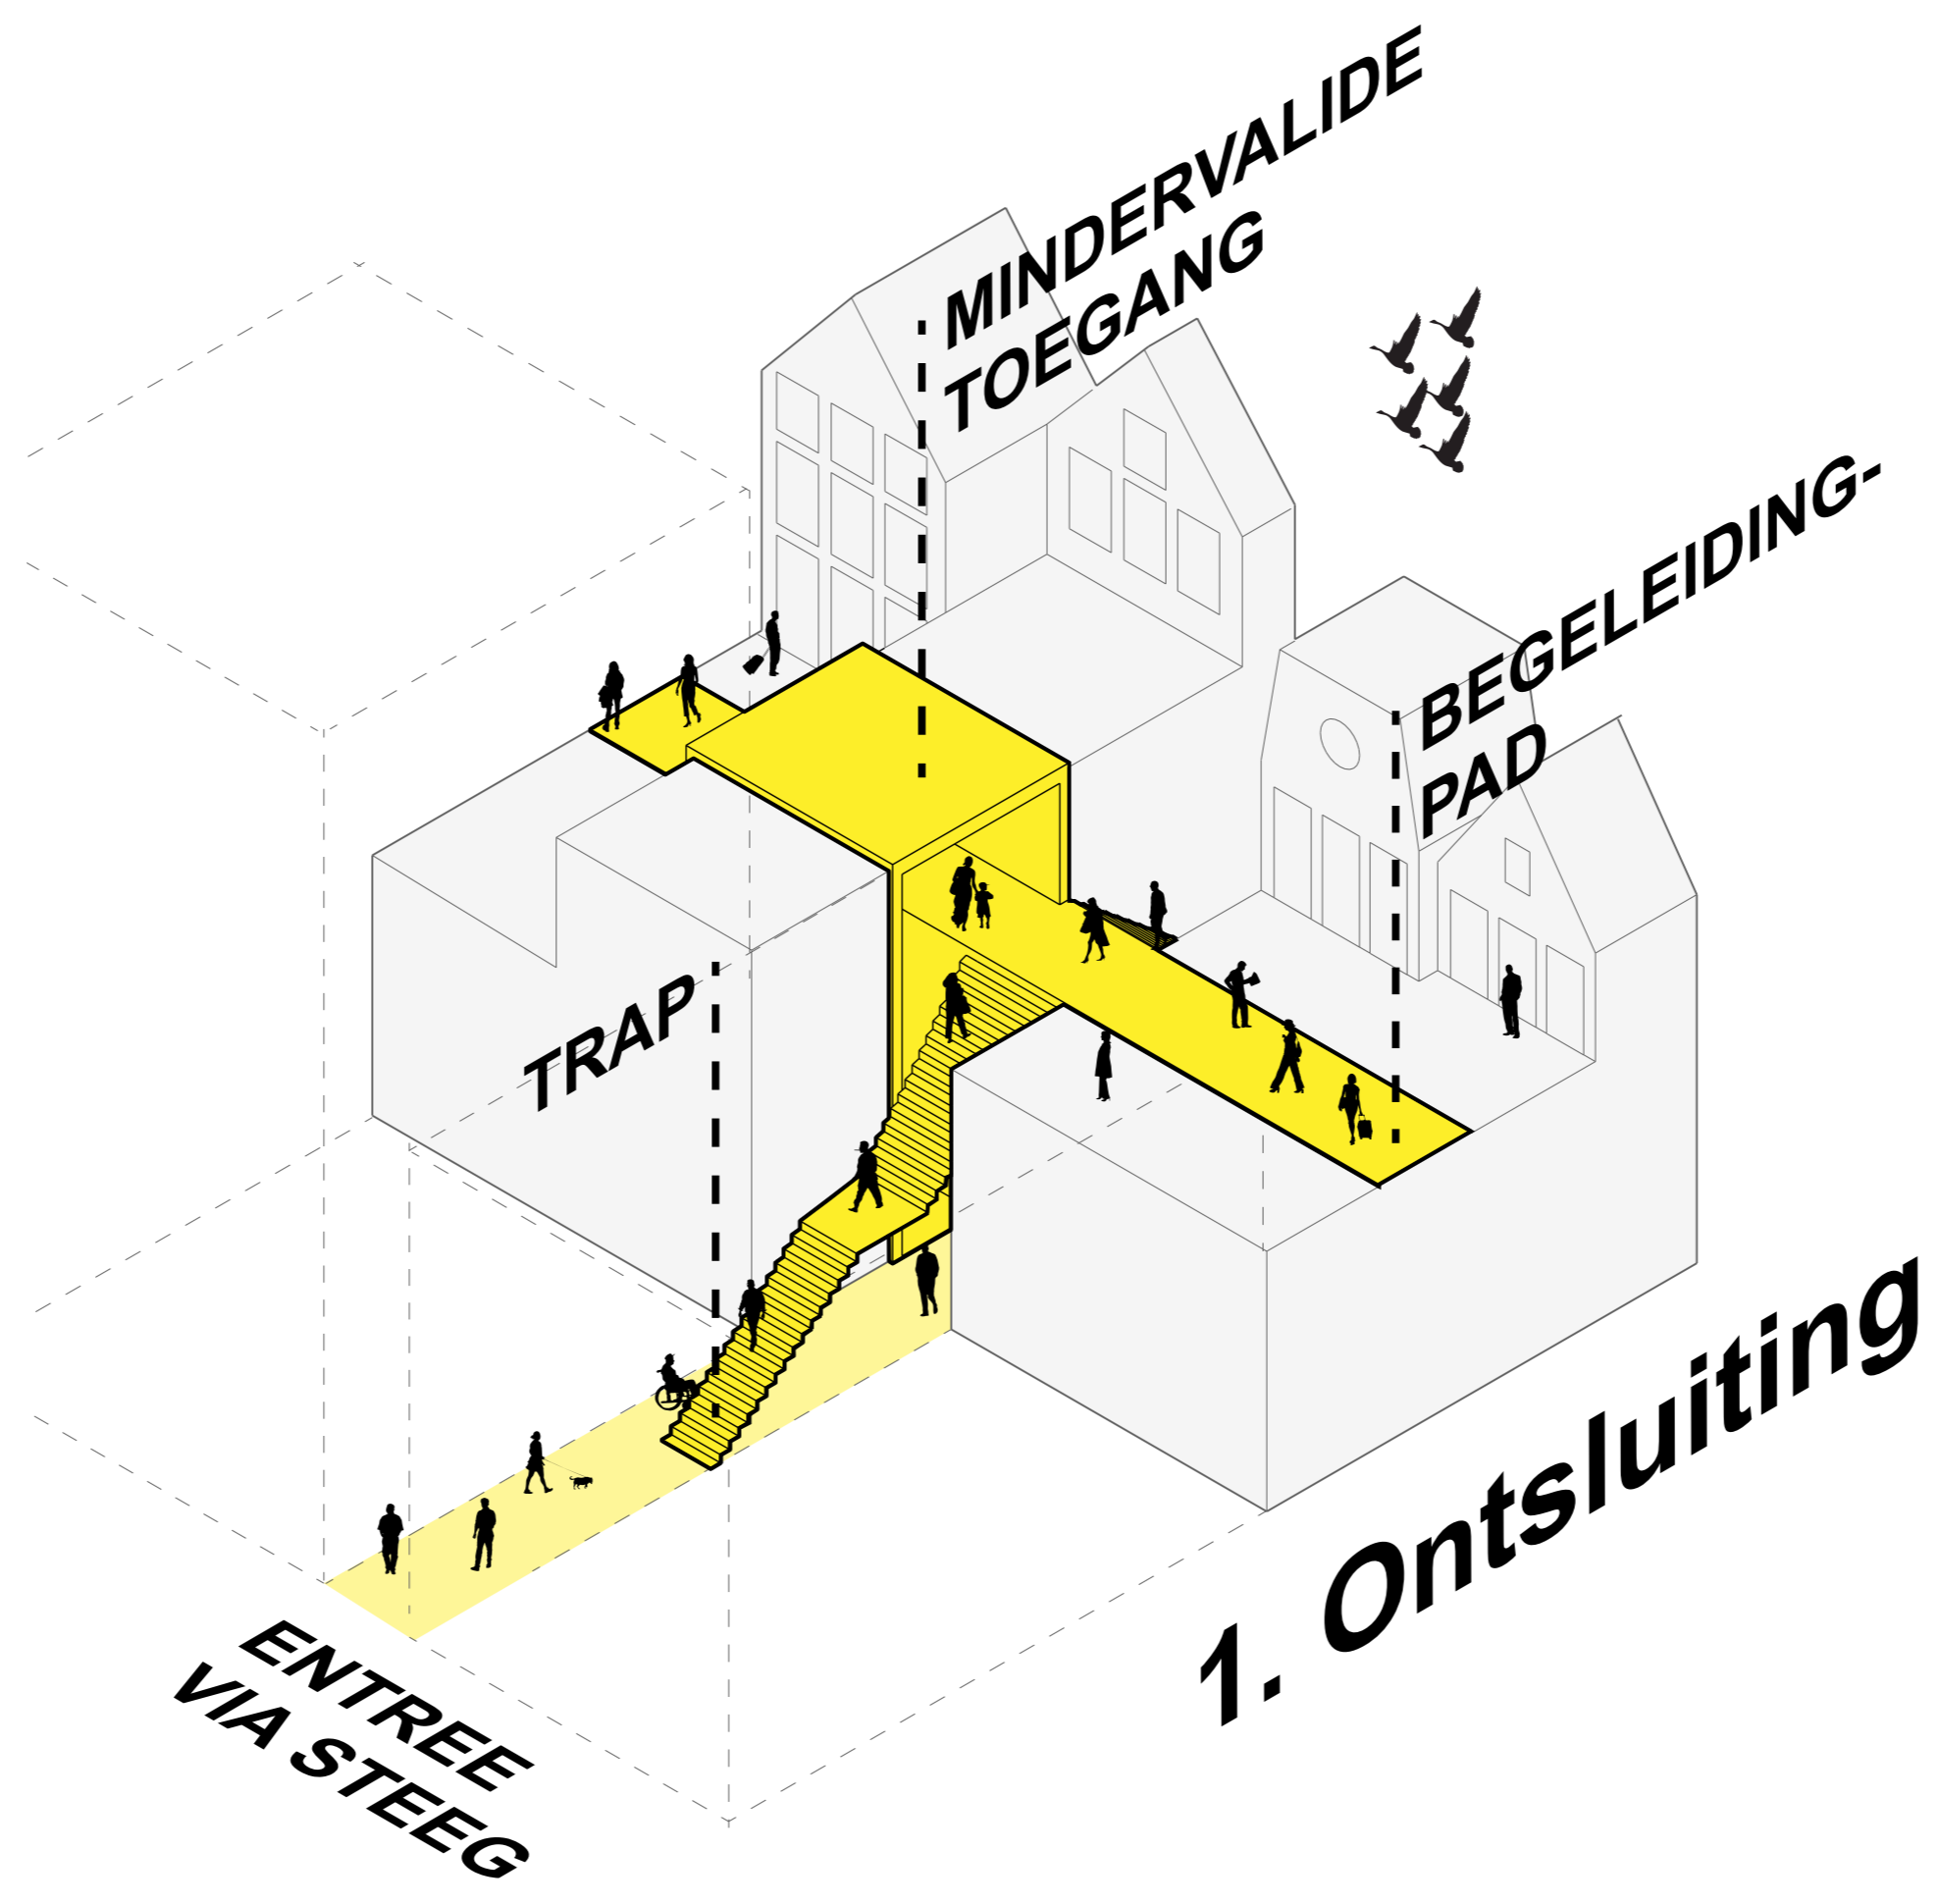 MINDERVALIDE
TOEGANG
BEGELEIDING-
PAD
TRAP
ENTREE
VIA STEEG
1. Ontsluiting